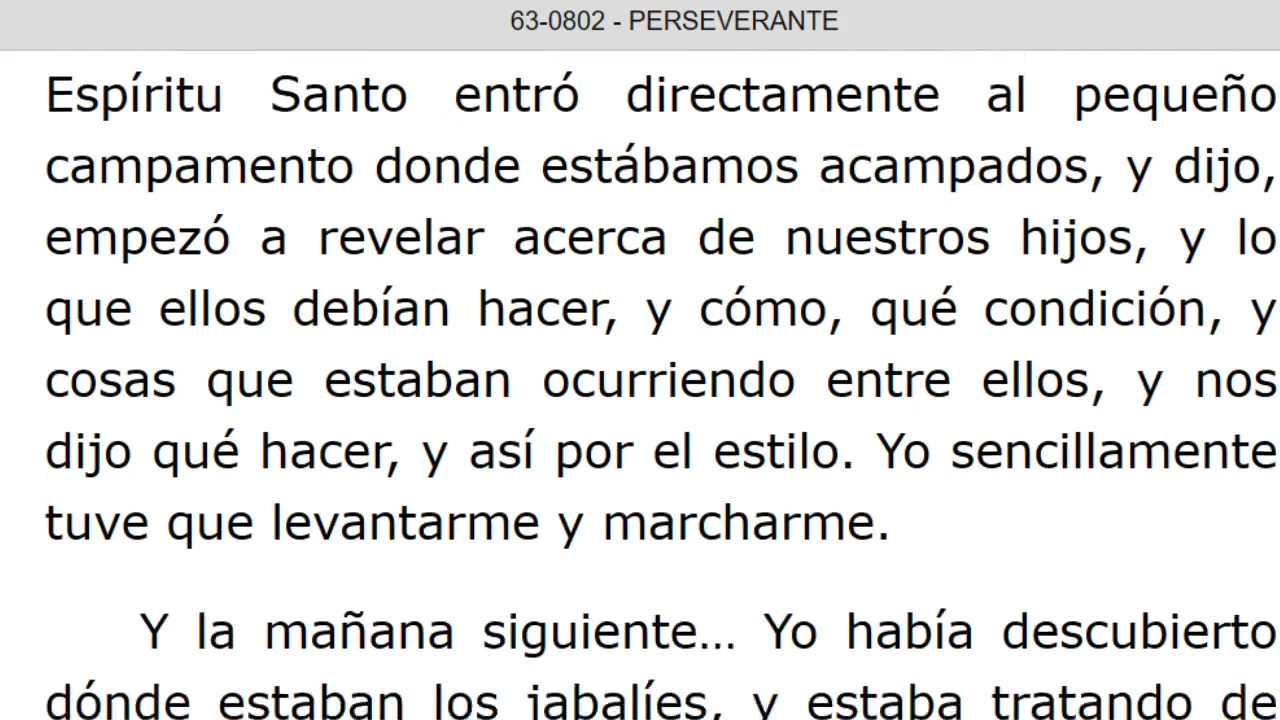 63-0802 - PERSEVERANTE
Espíritu Santo entró directamente al pequeño
campamento donde estábamos acampados, y dijo,
empezó a revelar acerca de nuestros hijos, y lo
que ellos debían hacer, y cómo, qué condición, y
cosas que estaban ocurriendo entre ellos, y nos
dijo qué hacer, y así por el estilo. Yo sencillamente
tuve que levantarme y marcharme.
Y la mañana siguiente... Yo había descubierto
dónde estaban los jabalíes, y estaba tratando de